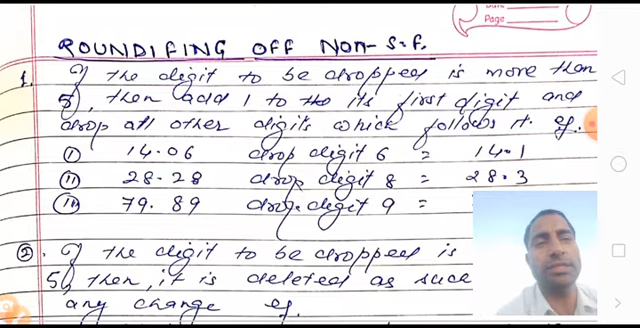 Page
ROUNDIFING OFF NON-S.F.
1. If the digit to be dropped is more than
5, then add 1 to its first digit and
drop all other digits which follows it. eg.
(i) 14.06 drop digit 6 = 14.1
(ii) 28.28 drop digit 8 = 28.3
(iii) 79.89 drop digit 9 =
(2). If the digit to be dropped is
5, then, it is deleted as such
any change eg.